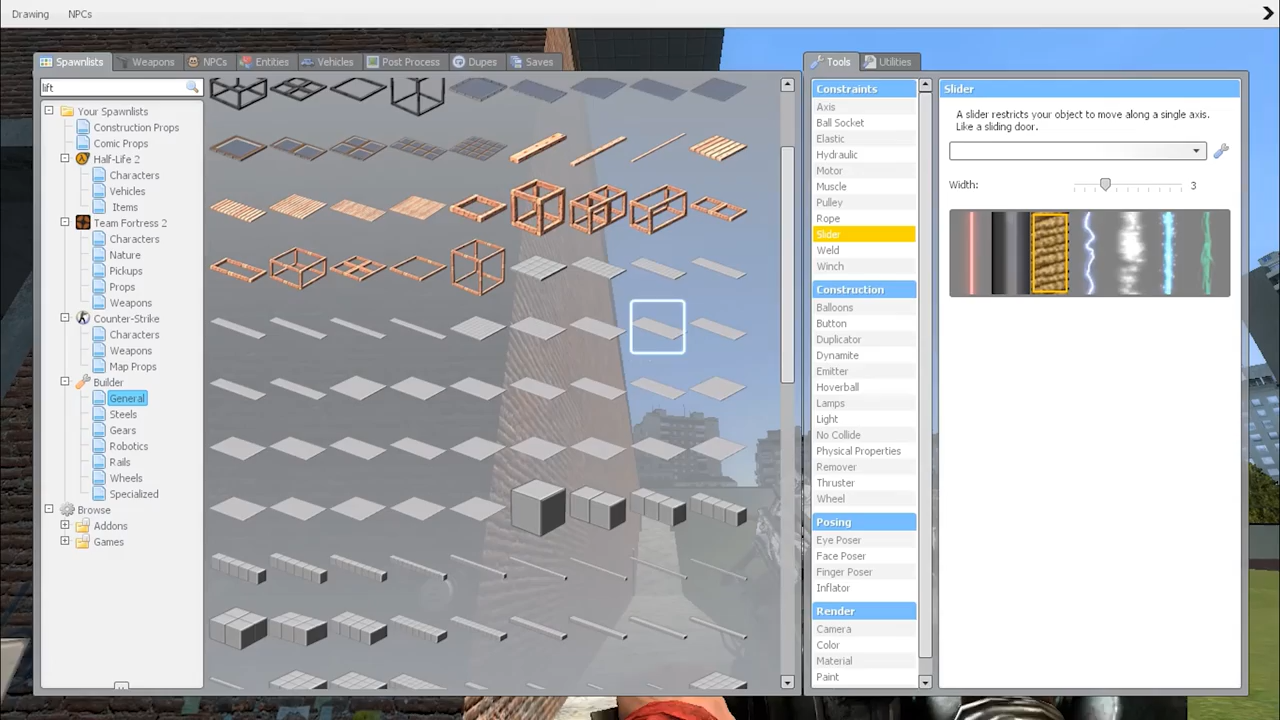 Drawing NPCs
Spawnlists Weapons NPCs Entities Vehicles Post Process Dupes Saves
lift
Your Spawnlists
Construction Props
Comic Props
Half-Life 2
Characters
Vehicles
Items
Team Fortress 2
Characters
Nature
Pickups
Props
Weapons
Counter-Strike
Characters
Weapons
Map Props
Builder
General
Steels
Gears
Robotics
Rails
Wheels
Specialized
Browse
Addons
Games
Tools Utilities
Constraints
Axis
Ball Socket
Elastic
Hydraulic
Motor
Muscle
Pulley
Rope
Slider
Weld
Winch
Construction
Balloons
Button
Duplicator
Dynamite
Emitter
Hoverball
Lamps
Light
No Collide
Physical Properties
Remover
Thruster
Wheel
Posing
Eye Poser
Face Poser
Finger Poser
Inflator
Render
Camera
Color
Material
Paint
Slider
A slider restricts your object to move along a single axis.
Like a sliding door.
Width: 3